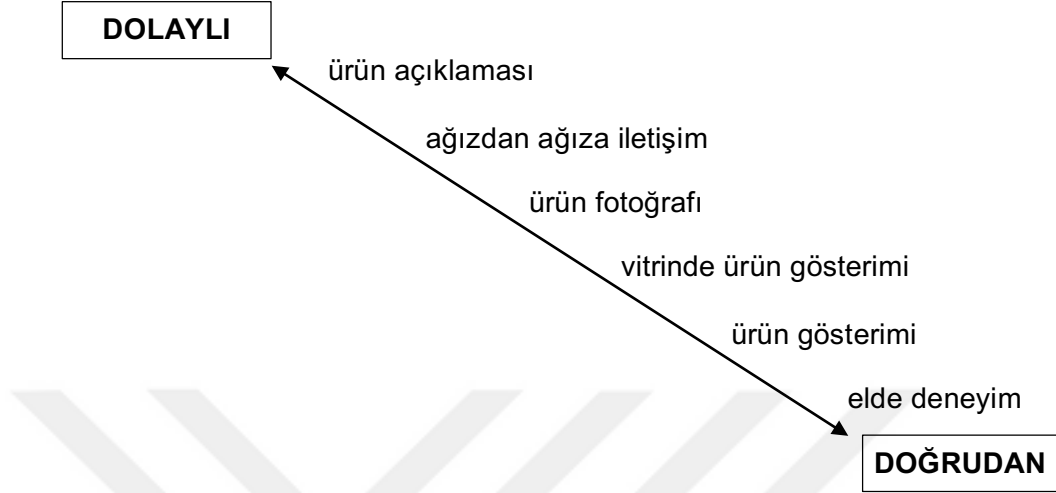 DOLAYLI
ürün açıklaması
ağızdan ağıza iletişim
ürün fotoğrafı
vitrinde ürün gösterimi
ürün gösterimi
elde deneyim
DOĞRUDAN